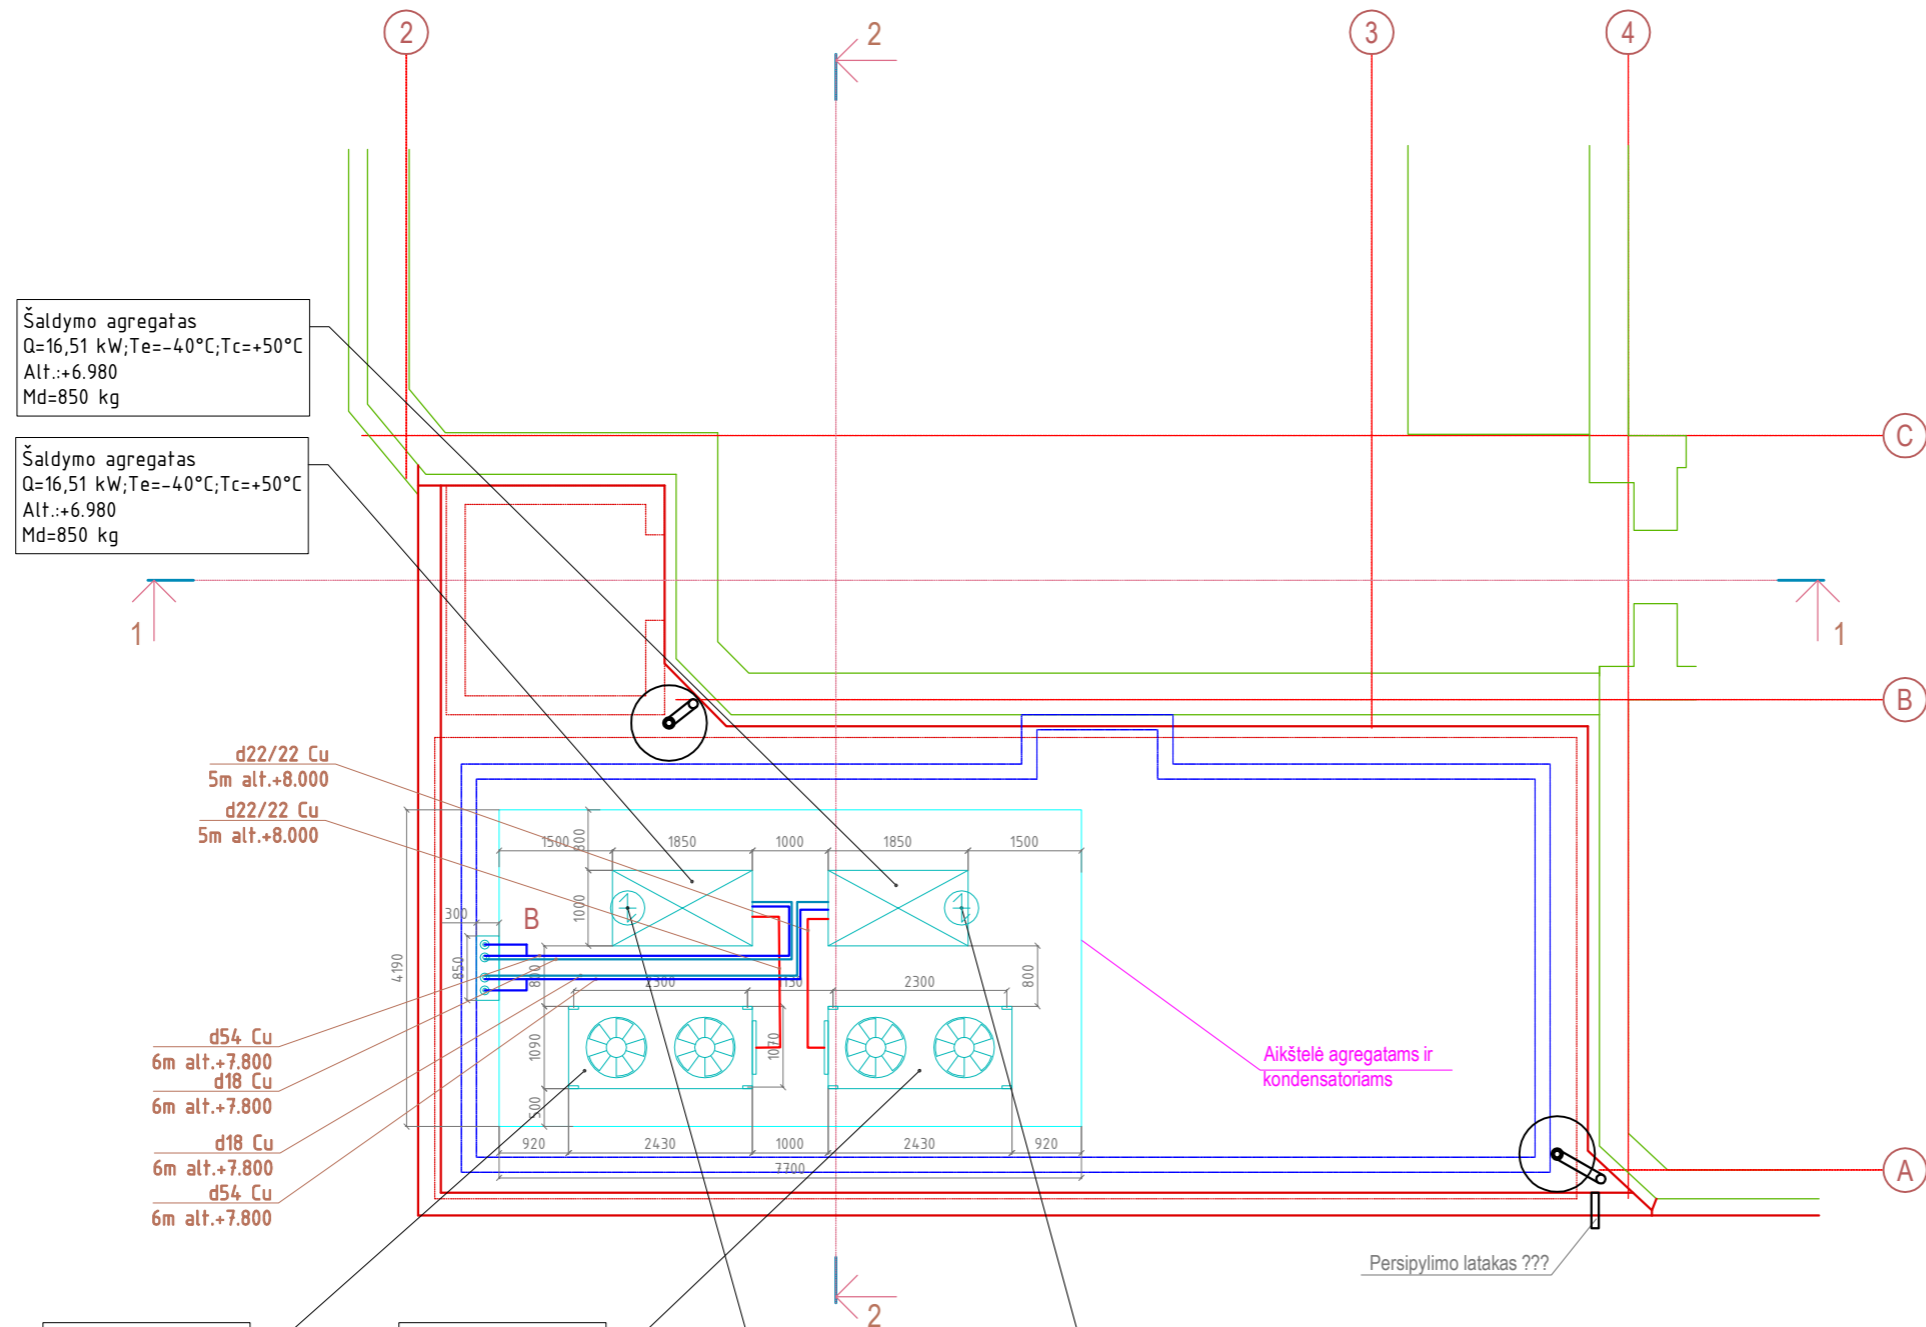 2
2
3
4
Šaldymo agregatas
Q=16,51 kW;Te=-40°C;Tc=+50°C
Alt.:+6.980
Md=850 kg
Šaldymo agregatas
Q=16,51 kW;Te=-40°C;Tc=+50°C
Alt.:+6.980
Md=850 kg
C
1
1
B
d22/22 Cu
5m alt.+8.000
d22/22 Cu
5m alt.+8.000
1500
800
1850
1000
1850
1500
1000
300
B
1
1
4190
850
800
2300
1130
2300
800
1090
1070
500
d54 Cu
6m alt.+7.800
d18 Cu
6m alt.+7.800
d18 Cu
6m alt.+7.800
d54 Cu
6m alt.+7.800
920
2430
1000
2430
920
7700
Aikštelė agregatams ir
kondensatoriams
A
Persipylimo latakas ???
2